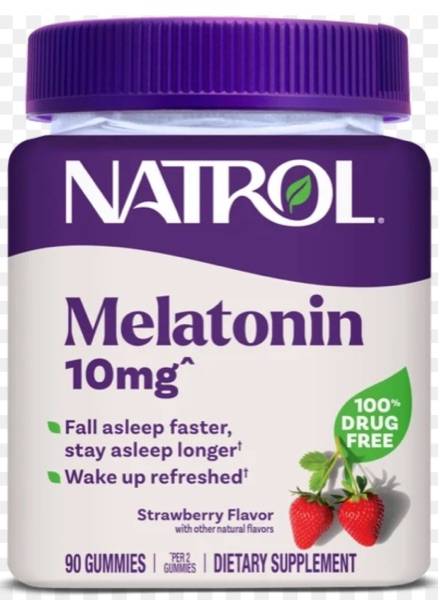 NATROL®
Melatonin
10mg^
Fall asleep faster,
stay asleep longer†
Wake up refreshed†
100%
DRUG
FREE
Strawberry Flavor
with other natural flavors
90 GUMMIES | ^PER 2 GUMMIES | DIETARY SUPPLEMENT